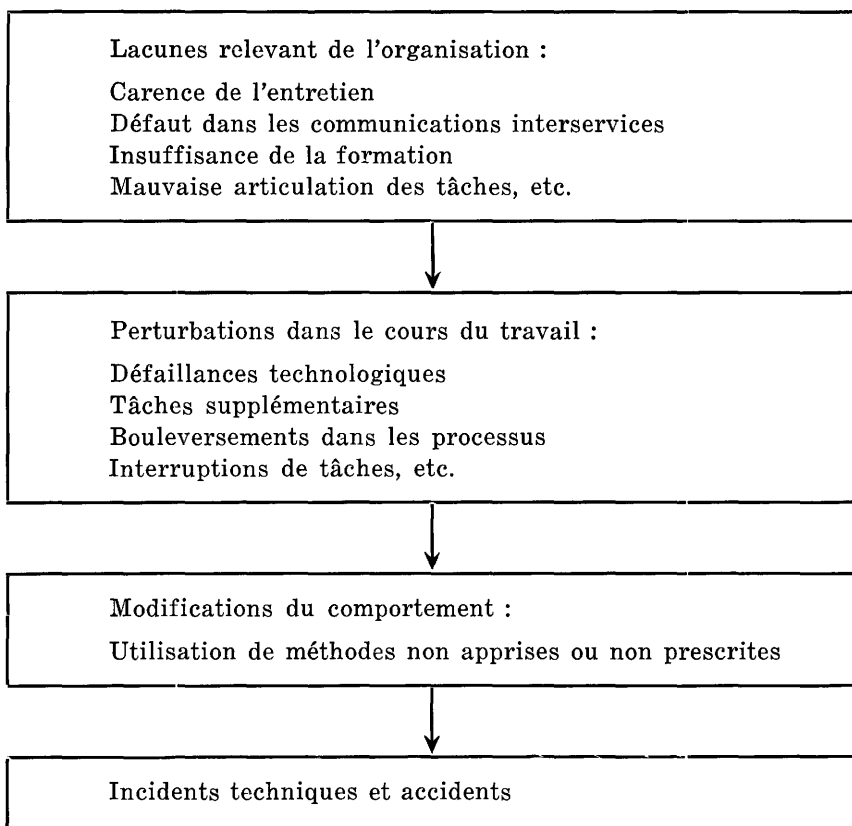 Lacunes relevant de l'organisation :
Carence de l'entretien
Défaut dans les communications interservices
Insuffisance de la formation
Mauvaise articulation des tâches, etc.
Perturbations dans le cours du travail :
Défaillances technologiques
Tâches supplémentaires
Bouleversements dans les processus
Interruptions de tâches, etc.
Modifications du comportement :
Utilisation de méthodes non apprises ou non prescrites
Incidents techniques et accidents